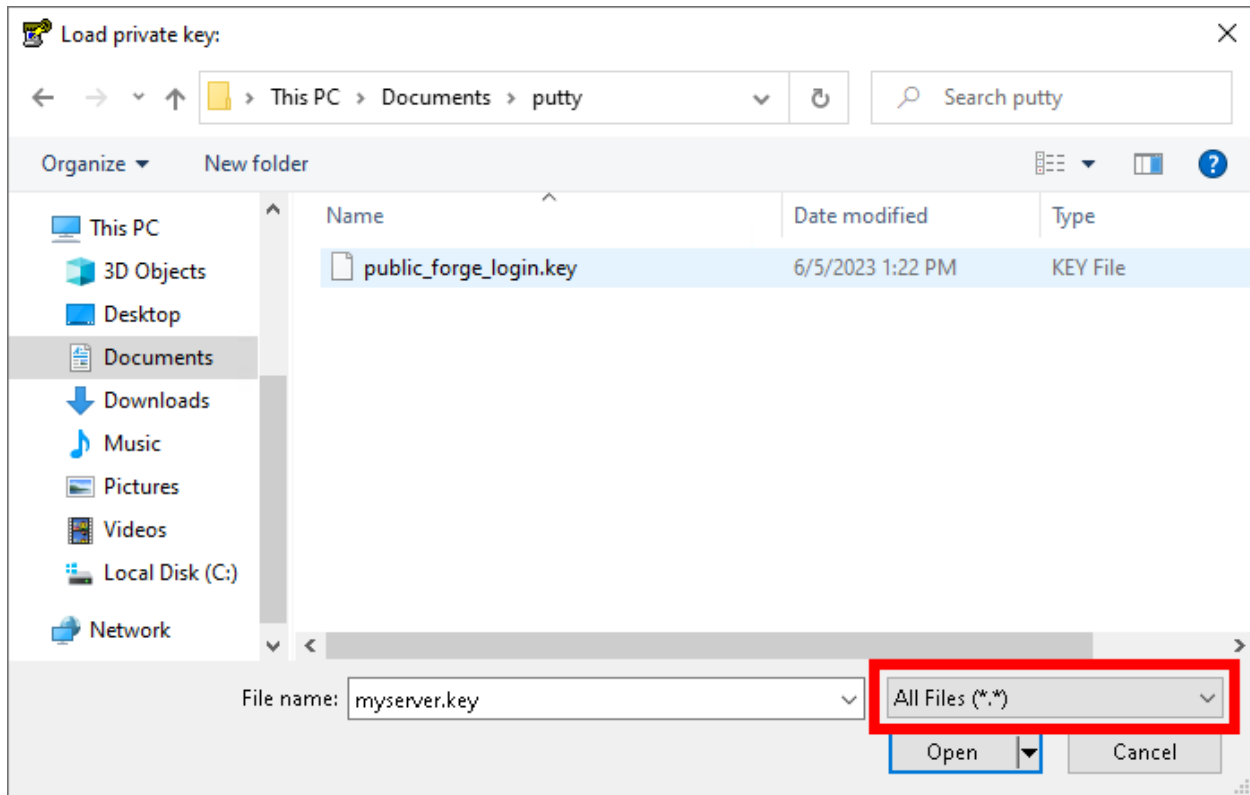 Load private key:
This PC > Documents > putty
Search putty
Organize
New folder
Name
Date modified
Type
public_forge_login.key
6/5/2023 1:22 PM
KEY File
This PC
3D Objects
Desktop
Documents
Downloads
Music
Pictures
Videos
Local Disk (C:)
Network
File name:
myserver.key
All Files (*.*)
Open
Cancel